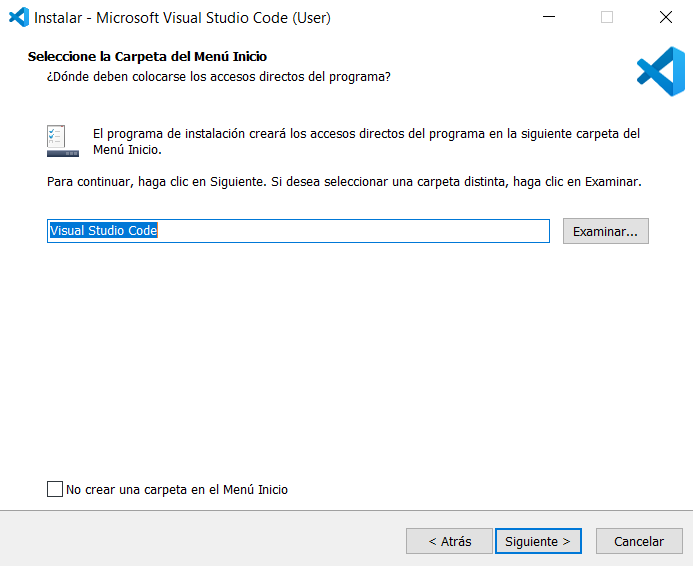 Instalar - Microsoft Visual Studio Code (User)
Seleccione la Carpeta del Menú Inicio
¿Dónde deben colocarse los accesos directos del programa?
El programa de instalación creará los accesos directos del programa en la siguiente carpeta del
Menú Inicio.
Para continuar, haga clic en Siguiente. Si desea seleccionar una carpeta distinta, haga clic en Examinar.
Visual Studio Code
Examinar...
No crear una carpeta en el Menú Inicio
< Atrás
Siguiente >
Cancelar